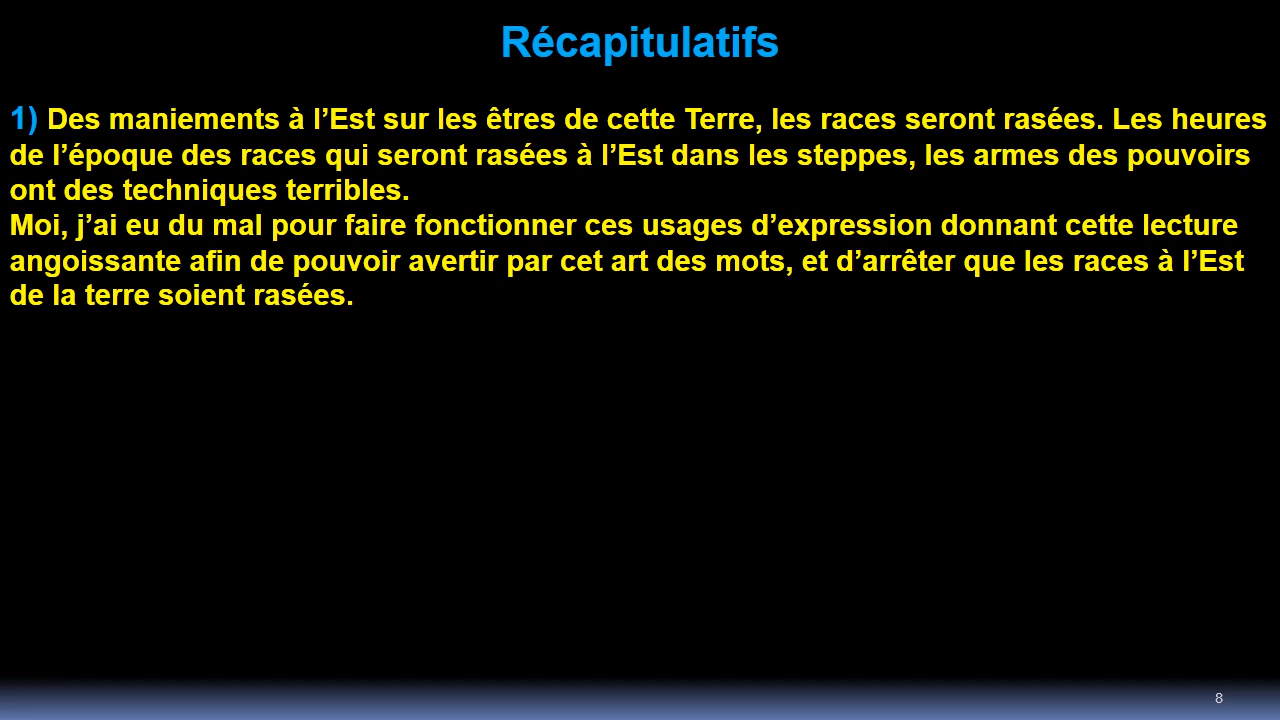 Récapitulatifs
1) Des maniements à l’Est sur les êtres de cette Terre, les races seront rasées. Les heures
de l’époque des races qui seront rasées à l’Est dans les steppes, les armes des pouvoirs
ont des techniques terribles.
Moi, j’ai eu du mal pour faire fonctionner ces usages d’expression donnant cette lecture
angoissante afin de pouvoir avertir par cet art des mots, et d’arrêter que les races à l’Est
de la terre soient rasées.
8